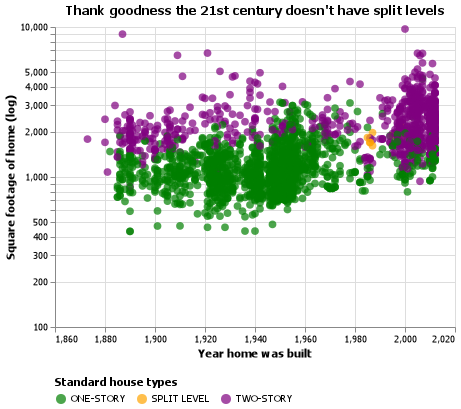 Thank goodness the 21st century doesn't have split levels
Square footage of home (log)
10,000
5,000
4,000
3,000
2,000
1,000
500
400
300
200
100
1,860
1,880
1,900
1,920
1,940
1,960
1,980
2,000
2,020
Year home was built
Standard house types
ONE-STORY
SPLIT LEVEL
TWO-STORY